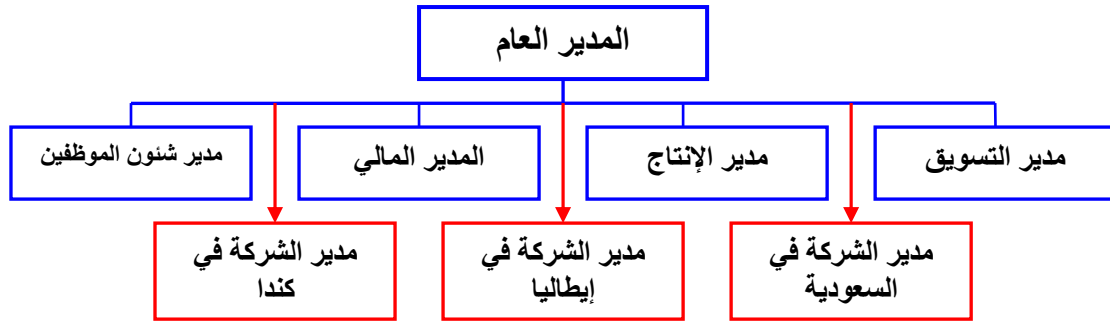 المدير العام
مدير التسويق
مدير الإنتاج
المدير المالي
مدير شئون الموظفين
مدير الشركة في
السعودية
مدير الشركة في
إيطاليا
مدير الشركة في
كندا